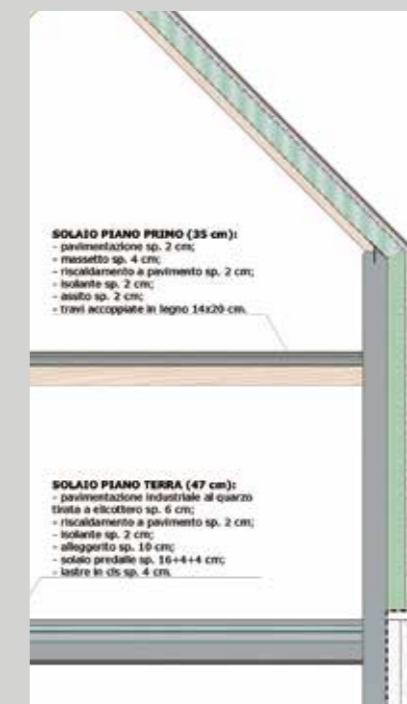 SOLAIO PIANO PRIMO (35 cm):
- pavimentazione sp. 2 cm;
- massetto sp. 4 cm;
- riscaldamento a pavimento sp. 2 cm;
- isolante sp. 2 cm;
- assito sp. 2 cm;
- travi accoppiate in legno 14x20 cm.
SOLAIO PIANO TERRA (47 cm):
- pavimentazione industriale al quarzo
tirata a elicottero sp. 6 cm;
- riscaldamento a pavimento sp. 2 cm;
- isolante sp. 2 cm;
- alleggerito sp. 10 cm;
- solaio predalle sp. 16+4+4 cm;
- lastre in cls sp. 4 cm.